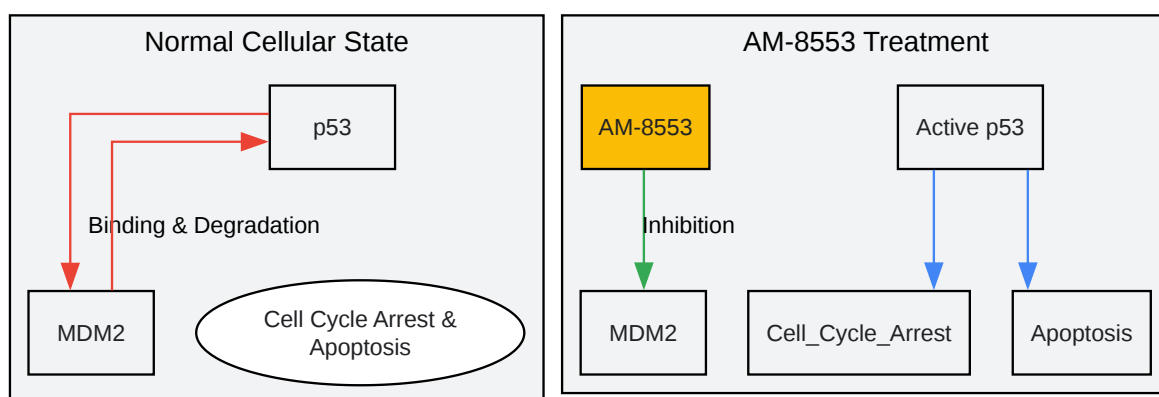 Normal Cellular State
p53
Binding & Degradation
MDM2
Cell Cycle Arrest &
Apoptosis
AM-8553 Treatment
AM-8553
Active p53
Inhibition
MDM2
Cell_Cycle_Arrest
Apoptosis